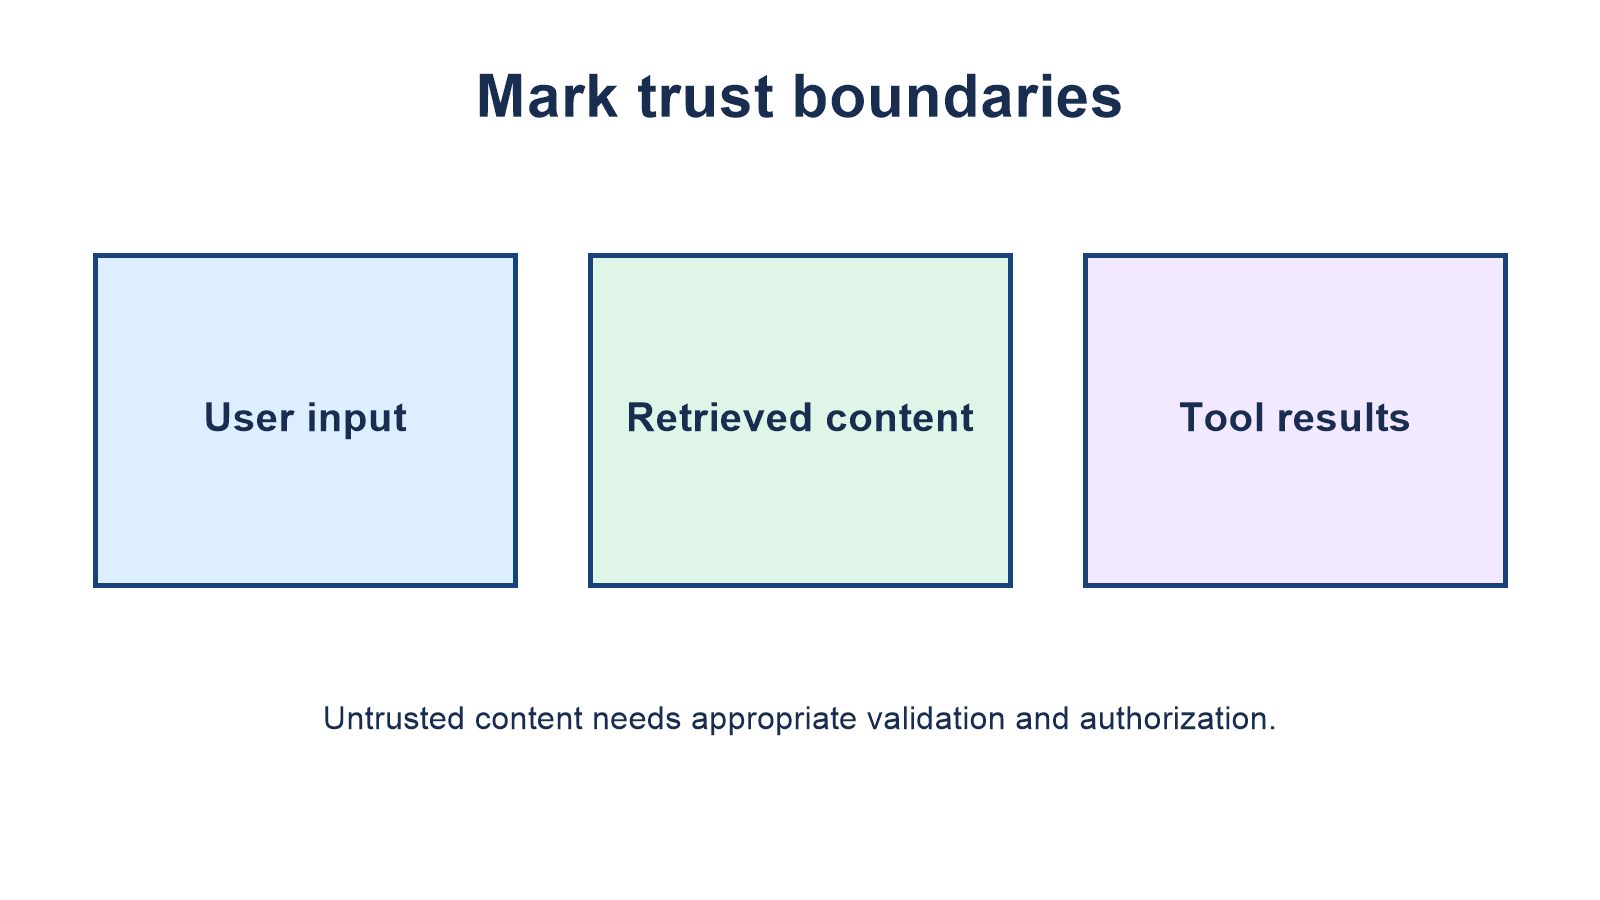 Mark trust boundaries
User input
Retrieved content
Tool results
Untrusted content needs appropriate validation and authorization.